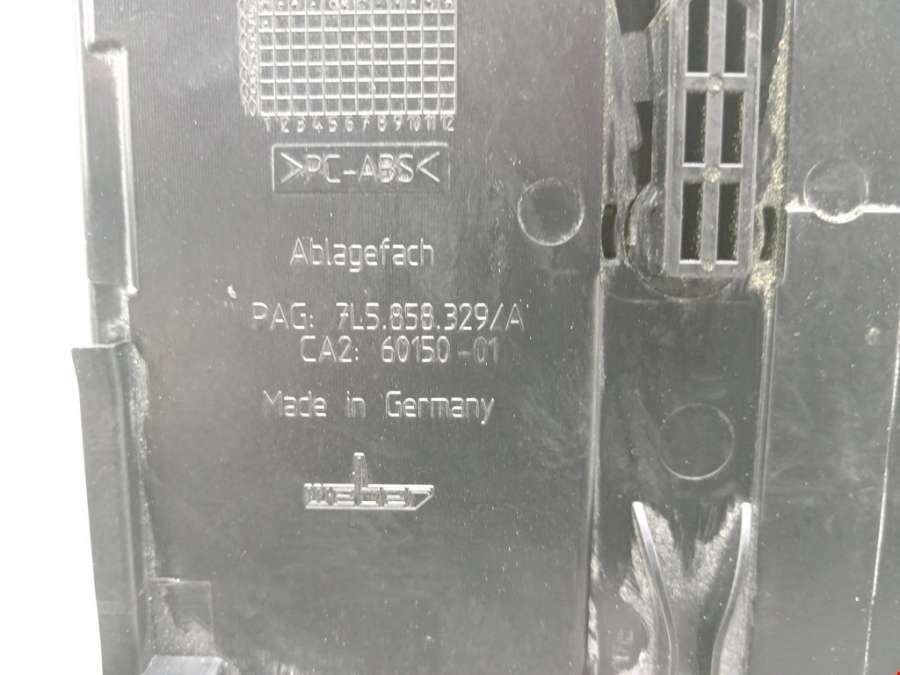 1 2 3 4 5 6 7 8 9 10 11 12
>PC-ABS<
Ablagefach
PAG: 7L5.858.329/A
CA2: 60150-01
Made in Germany
WEBER